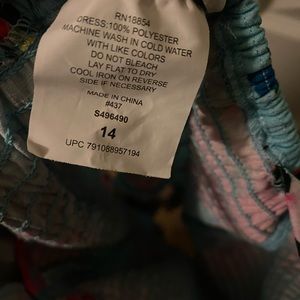 RN18854
DRESS:100% POLYESTER
MACHINE WASH IN COLD WATER
WITH LIKE COLORS
DO NOT BLEACH
LAY FLAT TO DRY
COOL IRON ON REVERSE
SIDE IF NECESSARY
MADE IN CHINA
#437
S496490
14
UPC 791088957194